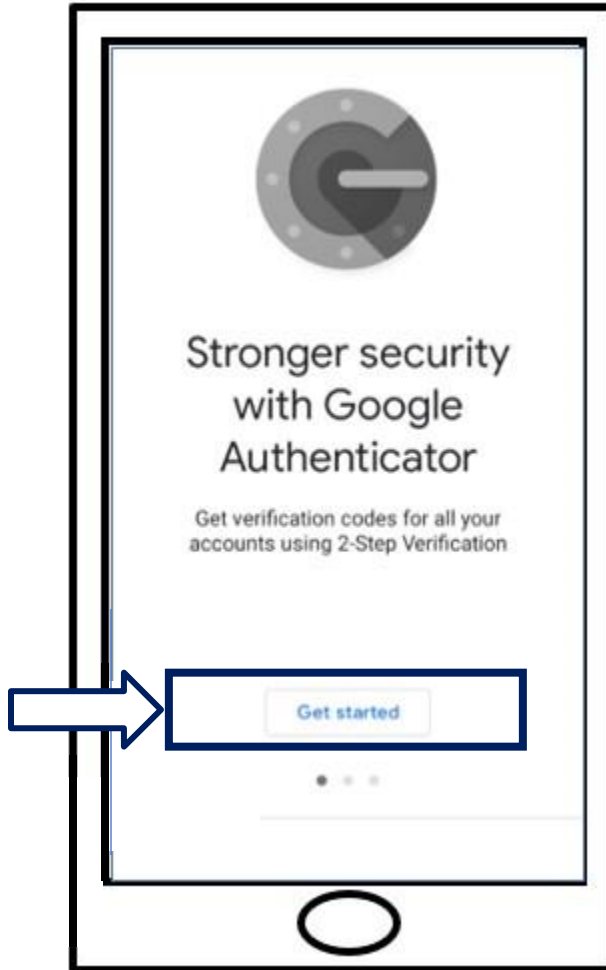 Stronger security
with Google
Authenticator
Get verification codes for all your
accounts using 2-Step Verification
Get started